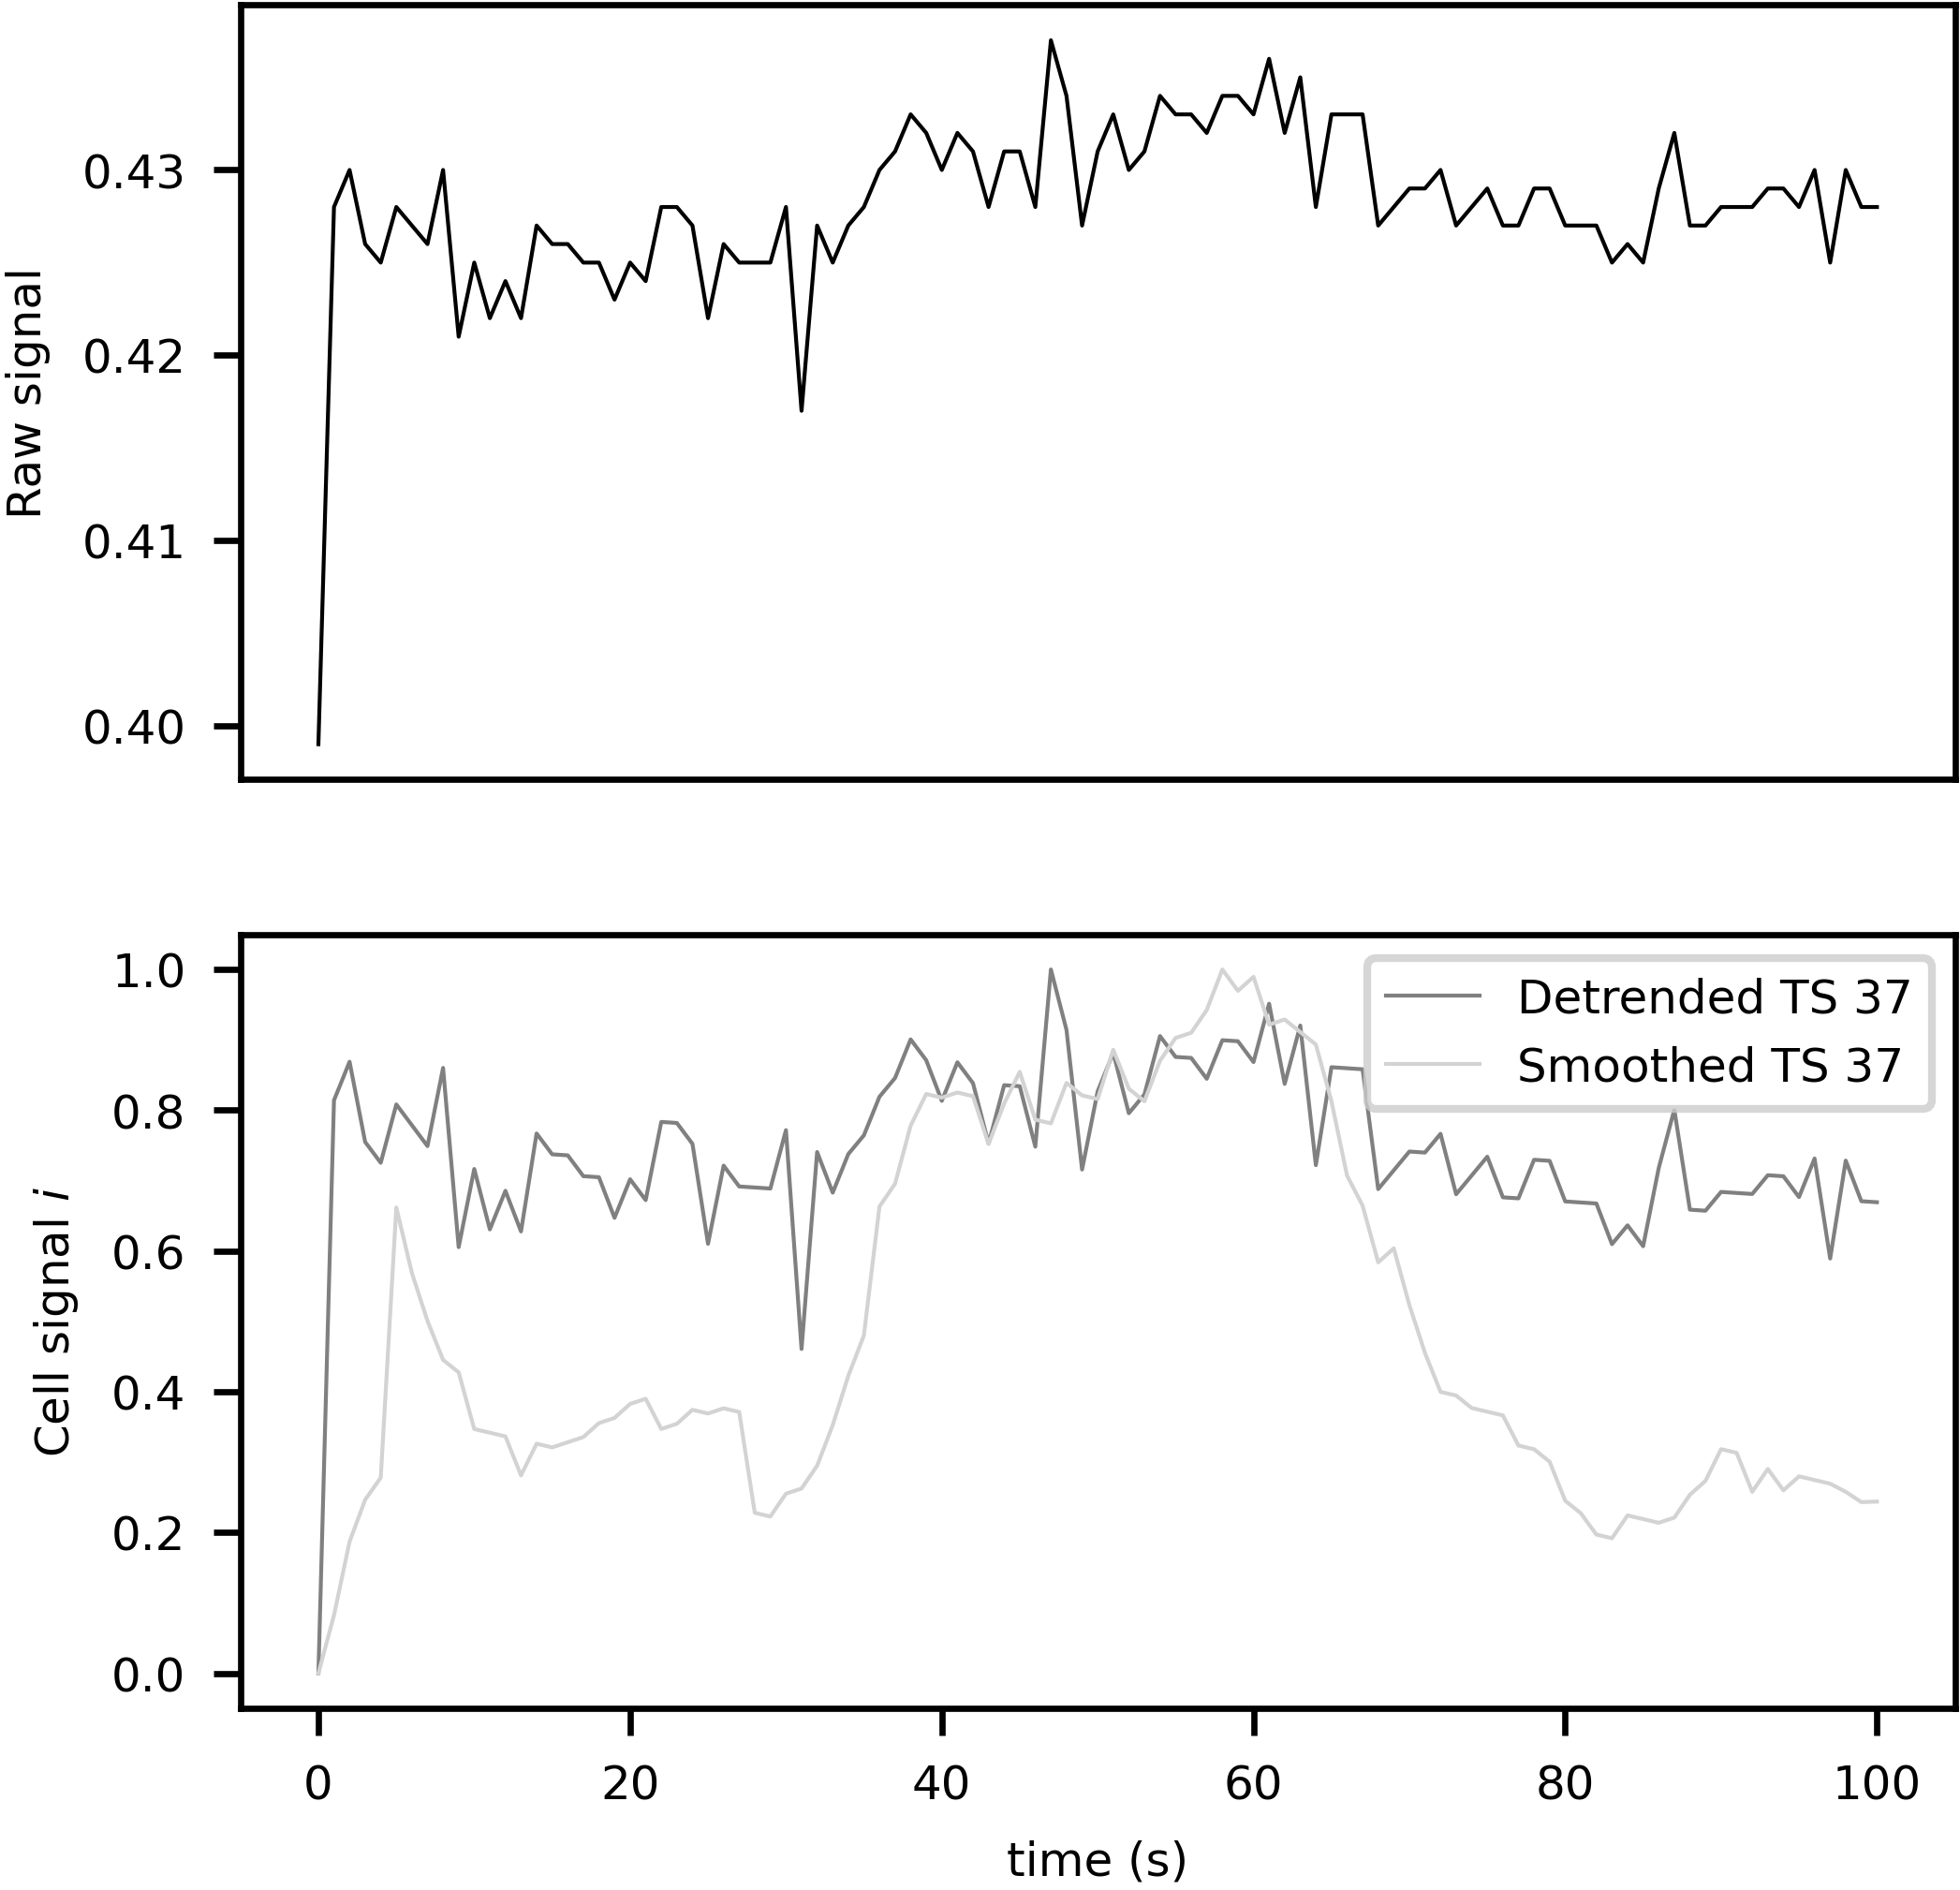 Raw signal
0.43
0.42
0.41
0.40
Cell signal i
1.0
0.8
0.6
0.4
0.2
0.0
Detrended TS 37
Smoothed TS 37
0 20 40 60 80 100
time (s)